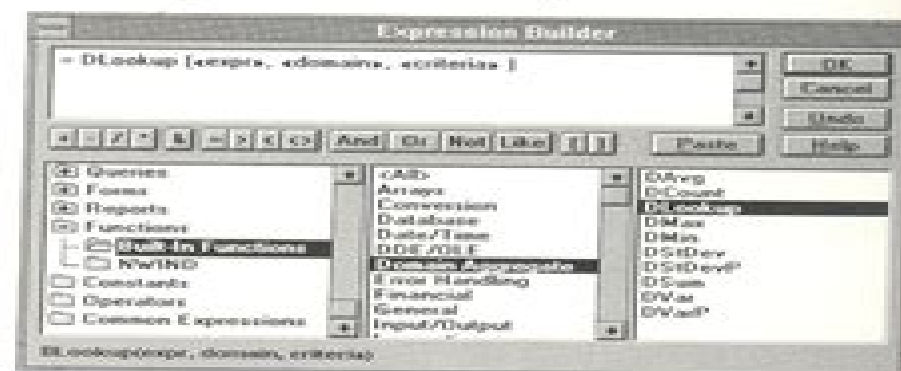 Expression Builder
= DLookup («expr», «domain», «criteria» )
OK
Cancel
Undo
+ - / * & = > < <> And Or Not Like ( ) Paste Help
Queries
Forms
Reports
Functions
Built-In Functions
NWIND
Constants
Operators
Common Expressions
<All>
Arrays
Conversion
Database
Date/Time
DDE/OLE
Domain Aggregate
Error Handling
Financial
General
Input/Output
DAvg
DCount
DLookup
DMax
DMin
DStDev
DStDevP
DSum
DVar
DVarP
DLookup(expr, domain, criteria)